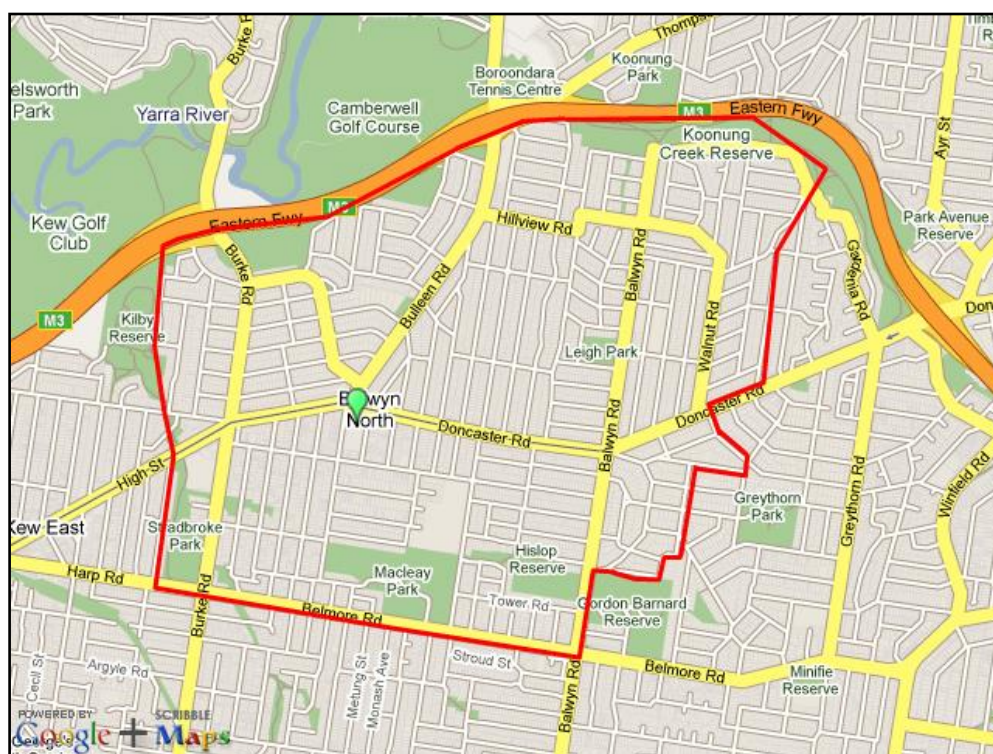 Burke R
Thomps
Timb
R
elsworth
Park
Koonung
Park
Boroondara
Tennis Centre
Yarra River
Camberwell
Golf Course
M3
Eastern Fwy
Koonung
Creek Reserve
Ayr St
Kew Golf
Club
Eastern Fwy
M3
Hillview Rd
Park Avenue
Reserve
Burke Rd
Bulleen Rd
Balwyn Rd
Gardenia Rd
Don
M3
Kilby
Reserve
Leigh Park
Walnut Rd
Balwyn
North
Doncaster Rd
Doncaster Rd
Balwyn Rd
High St
Greythorn Rd
Winfield Rd
Greythorn
Park
Kew East
Stradbroke
Park
Hislop
Reserve
Macleay
Park
Harp Rd
Burke Rd
Belmore Rd
Tower Rd
Gordon Barnard
Reserve
Stroud St
Belmore Rd
Minifie
Reserve
Argyle Rd
Cecil St
Metung St
Monash Ave
Balwyn Rd
POWERED BY
Google + SCRIBBLE Maps